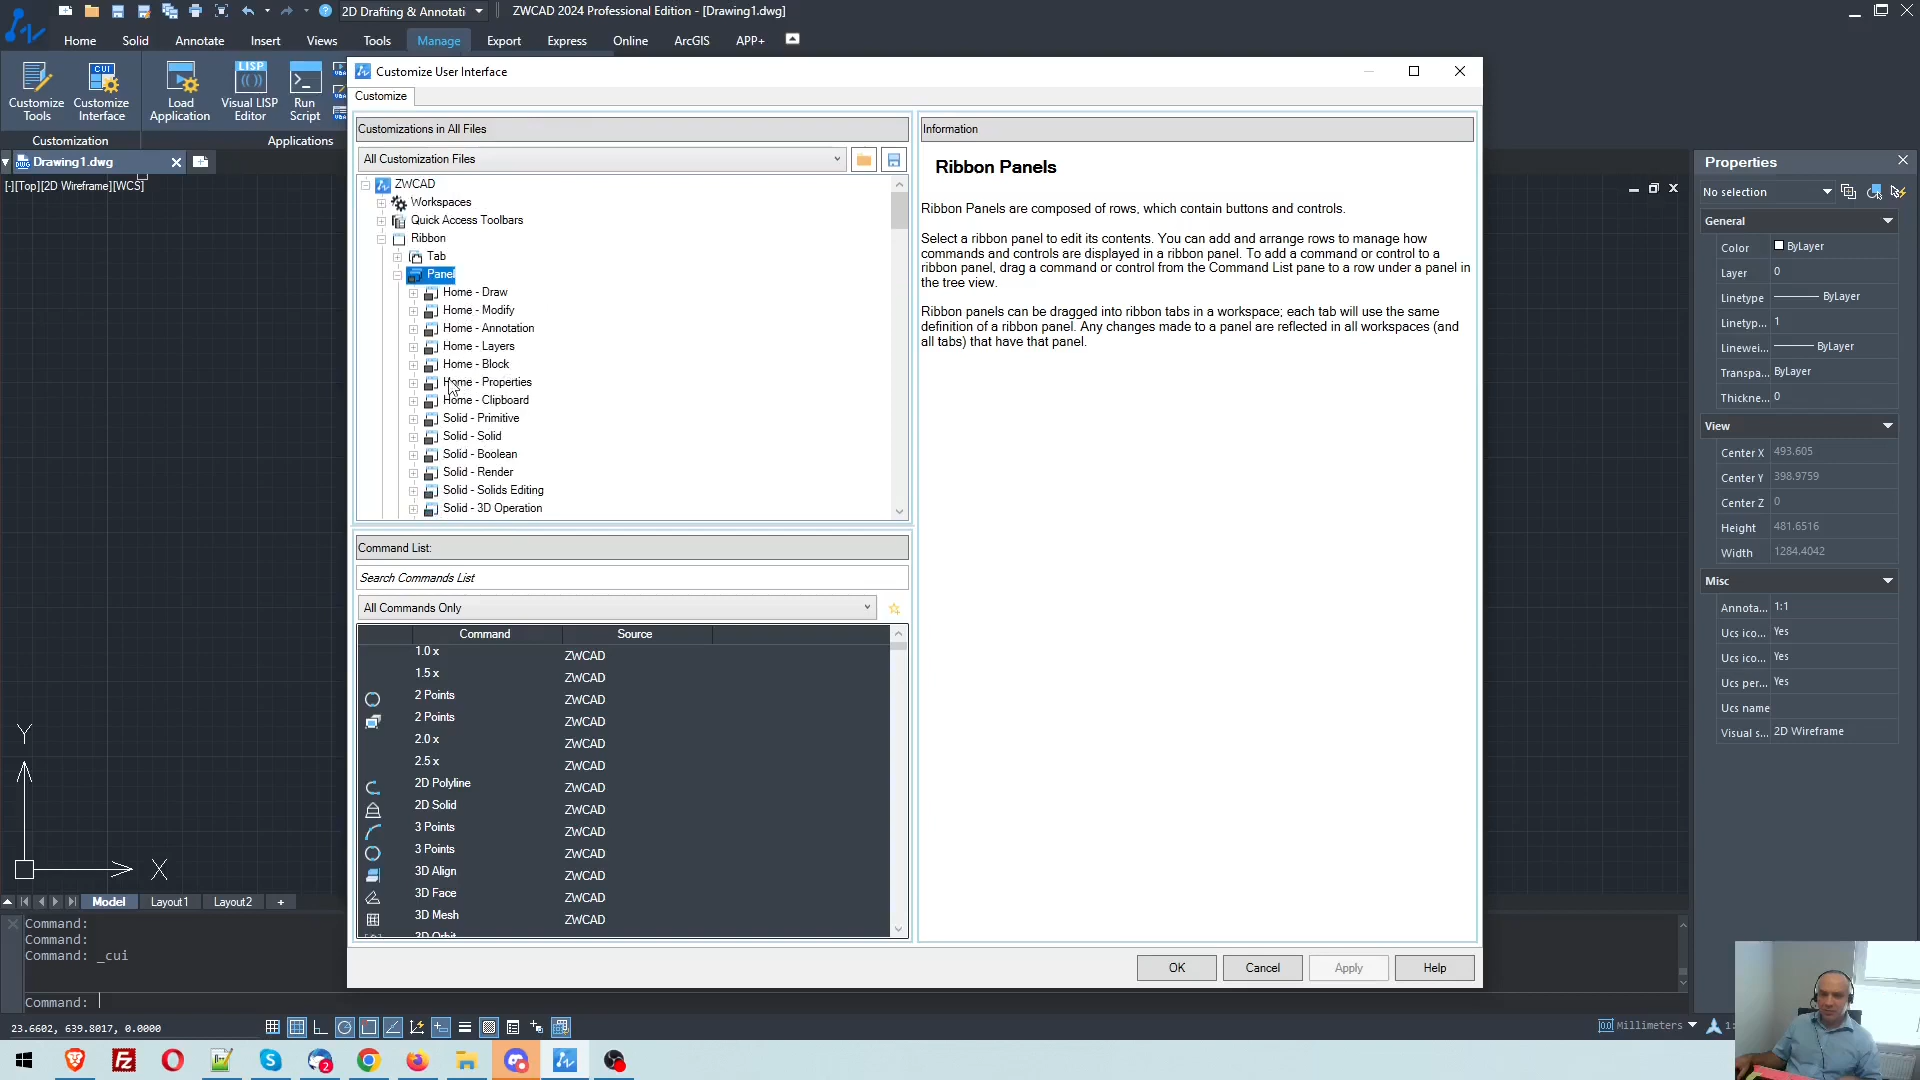 2D Drafting & Annotati
ZWCAD 2024 Professional Edition - [Drawing1.dwg]
Home
Solid
Annotate
Insert
Views
Tools
Manage
Export
Express
Online
ArcGIS
APP+
Customize Tools
CUI
Customize Interface
Load Application
LISP
Visual LISP Editor
Run Script
Customization
Applications
Drawing1.dwg
[-][Top][2D Wireframe][WCS]
Customize User Interface
Customize
Customizations in All Files
All Customization Files
ZWCAD
Workspaces
Quick Access Toolbars
Ribbon
Tab
Panel
Home - Draw
Home - Modify
Home - Annotation
Home - Layers
Home - Block
Home - Properties
Home - Clipboard
Solid - Primitive
Solid - Solid
Solid - Boolean
Solid - Render
Solid - Solids Editing
Solid - 3D Operation
Command List:
Search Commands List
All Commands Only
Command Source
1.0 x ZWCAD
1.5 x ZWCAD
2 Points ZWCAD
2 Points ZWCAD
2.0 x ZWCAD
2.5 x ZWCAD
2D Polyline ZWCAD
2D Solid ZWCAD
3 Points ZWCAD
3 Points ZWCAD
3D Align ZWCAD
3D Face ZWCAD
3D Mesh ZWCAD
3D Orbit
Information
Ribbon Panels
Ribbon Panels are composed of rows, which contain buttons and controls.
Select a ribbon panel to edit its contents. You can add and arrange rows to manage how
commands and controls are displayed in a ribbon panel. To add a command or control to a
ribbon panel, drag a command or control from the Command List pane to a row under a panel in
the tree view.
Ribbon panels can be dragged into ribbon tabs in a workspace; each tab will use the same
definition of a ribbon panel. Any changes made to a panel are reflected in all workspaces (and
all tabs) that have that panel.
OK
Cancel
Apply
Help
Properties
No selection
General
Color ByLayer
Layer 0
Linetype ByLayer
Linetyp... 1
Linewei... ByLayer
Transpa... ByLayer
Thickne... 0
View
Center X 493.605
Center Y 398.9759
Center Z 0
Height 481.6516
Width 1284.4042
Misc
Annota... 1:1
Ucs ico... Yes
Ucs ico... Yes
Ucs per... Yes
Ucs name
Visual s... 2D Wireframe
Y
X
Model
Layout1
Layout2
+
Command:
Command:
Command: _cui
Command:
23.6602, 639.8017, 0.0000
Millimeters
1:
2